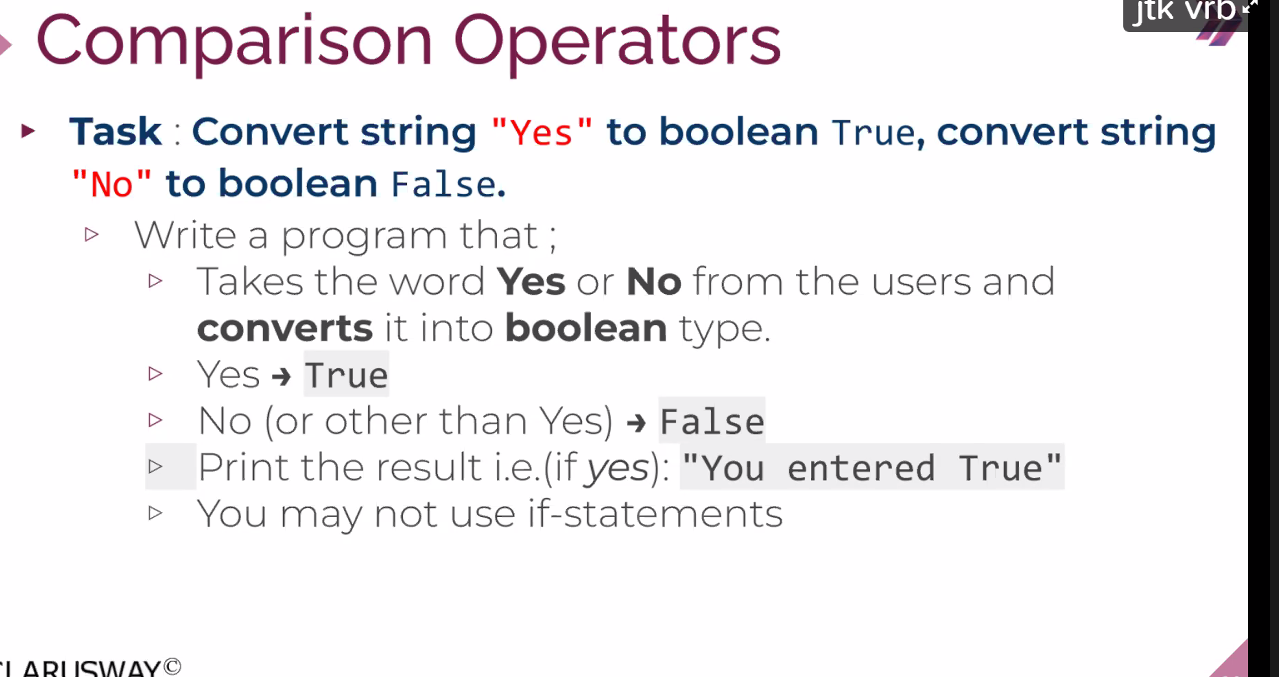 jtk vrb
Comparison Operators
Task : Convert string "Yes" to boolean True, convert string
"No" to boolean False.
Write a program that ;
Takes the word Yes or No from the users and
converts it into boolean type.
Yes → True
No (or other than Yes) → False
Print the result i.e.(if yes): "You entered True"
You may not use if-statements
CLARUSWAY©